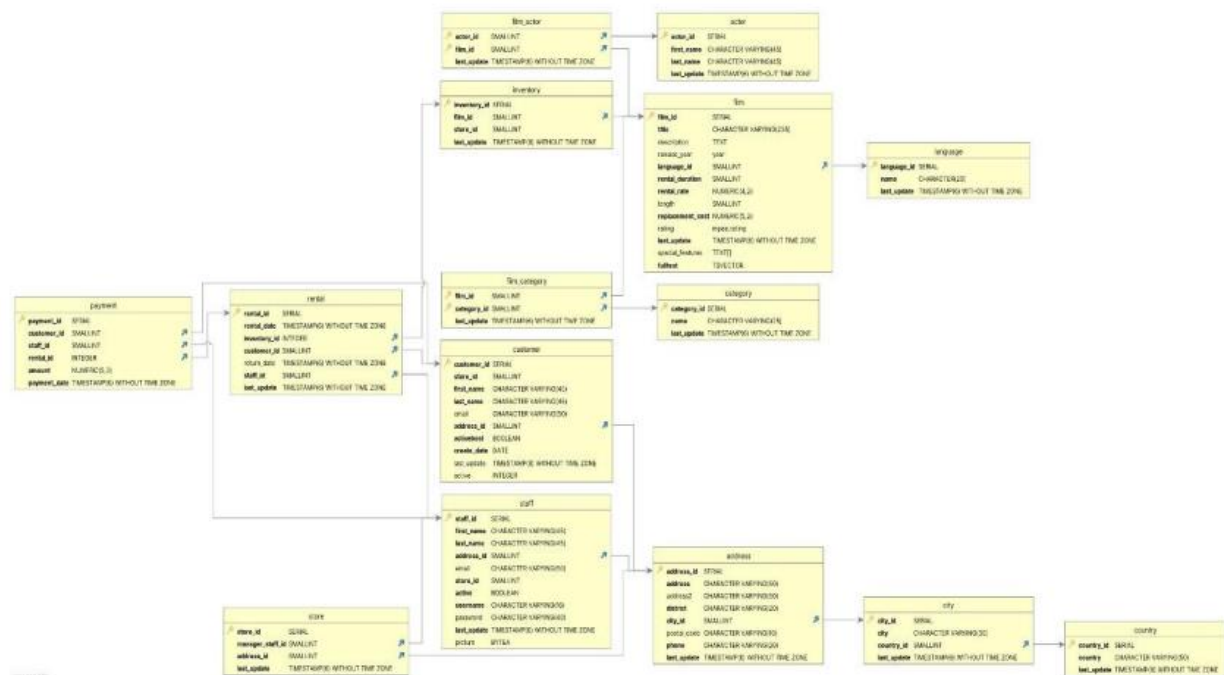 film_actor
actor_id SMALLINT
film_id SMALLINT
last_update TIMESTAMP(6) WITHOUT TIME ZONE
actor
actor_id SERIAL
first_name CHARACTER VARYING(45)
last_name CHARACTER VARYING(45)
last_update TIMESTAMP(6) WITHOUT TIME ZONE
inventory
inventory_id SERIAL
film_id SMALLINT
store_id SMALLINT
last_update TIMESTAMP(6) WITHOUT TIME ZONE
film
film_id SERIAL
title CHARACTER VARYING(255)
description TEXT
release_year year
language_id SMALLINT
rental_duration SMALLINT
rental_rate NUMERIC(4,2)
length SMALLINT
replacement_cost NUMERIC(5,2)
rating mpaa_rating
last_update TIMESTAMP(6) WITHOUT TIME ZONE
special_features TEXT[]
fulltext TSVECTOR
language
language_id SERIAL
name CHARACTER(20)
last_update TIMESTAMP(6) WITHOUT TIME ZONE
film_category
film_id SMALLINT
category_id SMALLINT
last_update TIMESTAMP(6) WITHOUT TIME ZONE
category
category_id SERIAL
name CHARACTER VARYING(25)
last_update TIMESTAMP(6) WITHOUT TIME ZONE
payment
payment_id SERIAL
customer_id SMALLINT
staff_id SMALLINT
rental_id INTEGER
amount NUMERIC(5,2)
payment_date TIMESTAMP(6) WITHOUT TIME ZONE
rental
rental_id SERIAL
rental_date TIMESTAMP(6) WITHOUT TIME ZONE
inventory_id INTEGER
customer_id SMALLINT
return_date TIMESTAMP(6) WITHOUT TIME ZONE
staff_id SMALLINT
last_update TIMESTAMP(6) WITHOUT TIME ZONE
customer
customer_id SERIAL
store_id SMALLINT
first_name CHARACTER VARYING(45)
last_name CHARACTER VARYING(45)
email CHARACTER VARYING(50)
address_id SMALLINT
activebool BOOLEAN
create_date DATE
last_update TIMESTAMP(6) WITHOUT TIME ZONE
active INTEGER
staff
staff_id SERIAL
first_name CHARACTER VARYING(45)
last_name CHARACTER VARYING(45)
address_id SMALLINT
email CHARACTER VARYING(50)
store_id SMALLINT
active BOOLEAN
username CHARACTER VARYING(16)
password CHARACTER VARYING(40)
last_update TIMESTAMP(6) WITHOUT TIME ZONE
picture BYTEA
store
store_id SERIAL
manager_staff_id SMALLINT
address_id SMALLINT
last_update TIMESTAMP(6) WITHOUT TIME ZONE
address
address_id SERIAL
address CHARACTER VARYING(50)
address2 CHARACTER VARYING(50)
district CHARACTER VARYING(20)
city_id SMALLINT
postal_code CHARACTER VARYING(10)
phone CHARACTER VARYING(20)
last_update TIMESTAMP(6) WITHOUT TIME ZONE
city
city_id SERIAL
city CHARACTER VARYING(50)
country_id SMALLINT
last_update TIMESTAMP(6) WITHOUT TIME ZONE
country
country_id SERIAL
country CHARACTER VARYING(50)
last_update TIMESTAMP(6) WITHOUT TIME ZONE